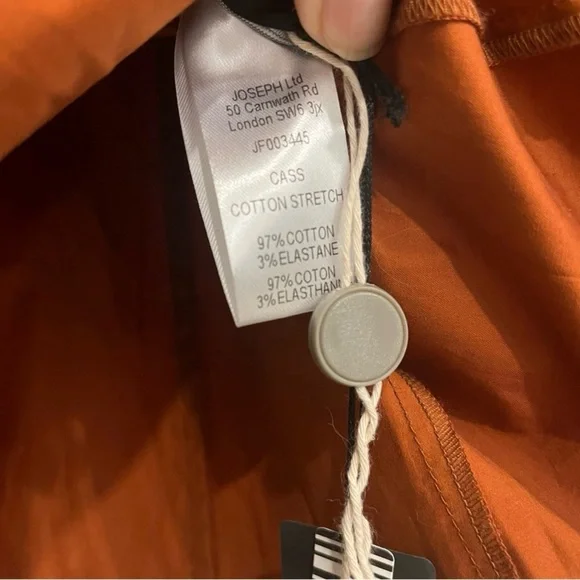 JOSEPH Ltd
50 Carnwath Rd
London SW6 3jx
JF003445
CASS
COTTON STRETCH
97% COTTON
3% ELASTANE
97% COTON
3% ELASTHANN